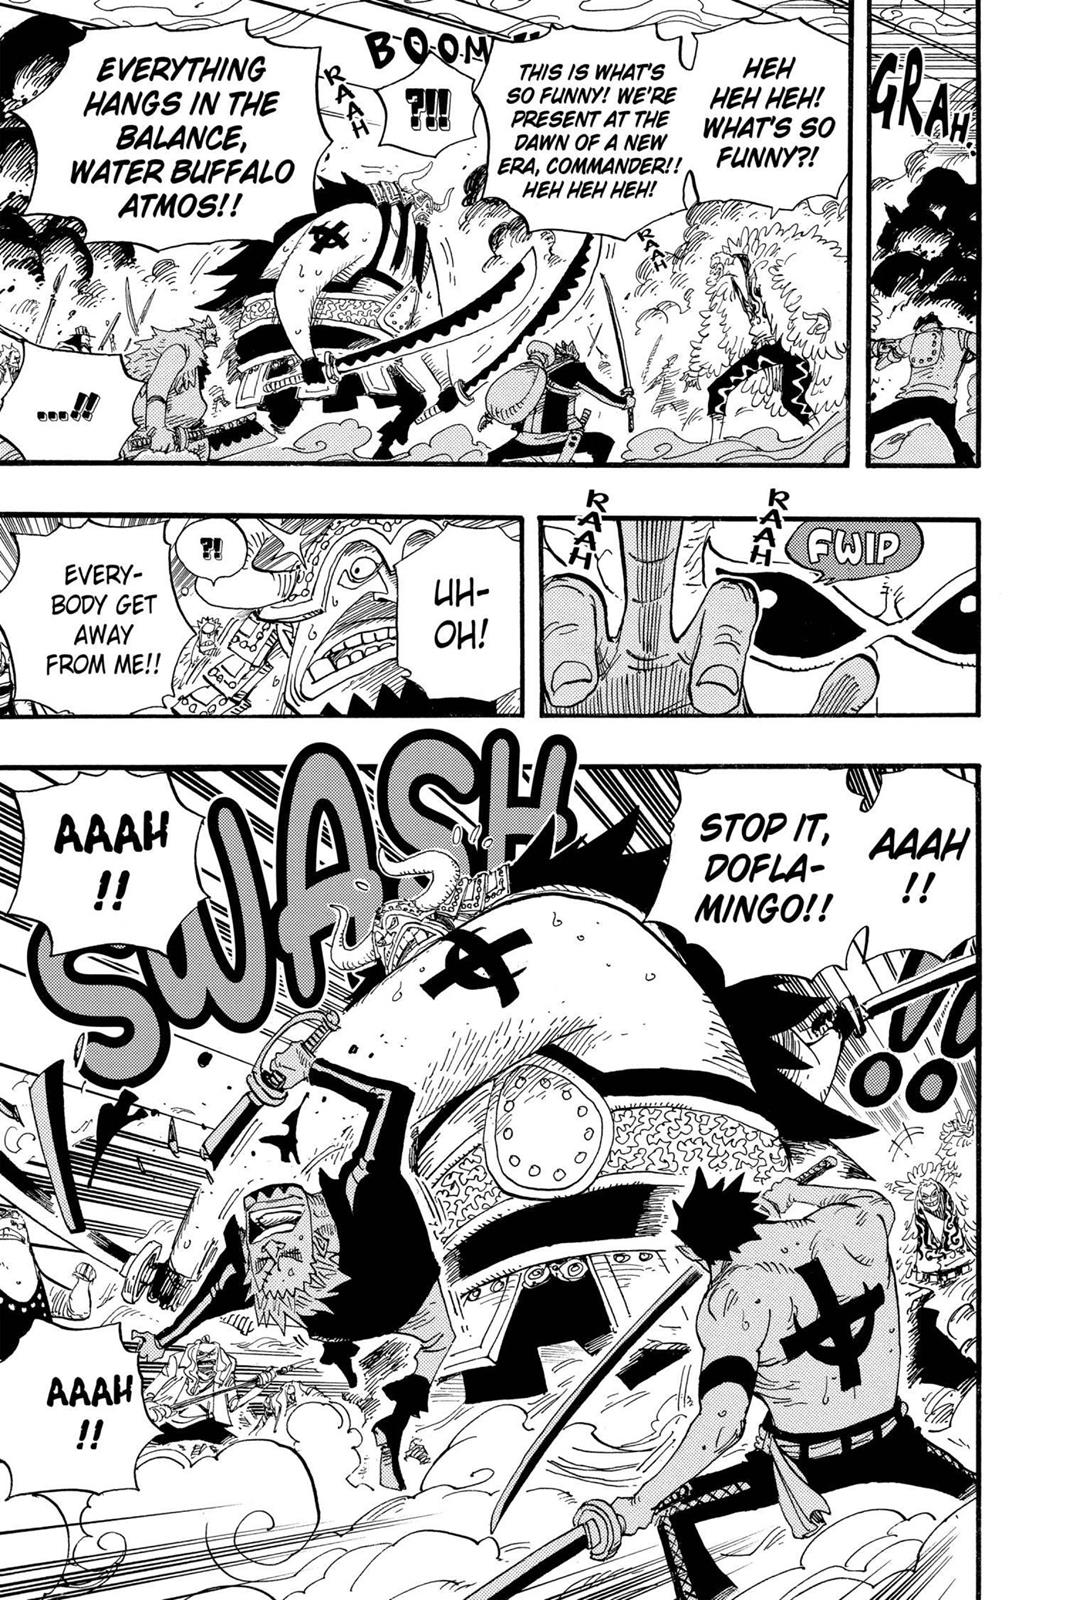 GRAH
HEH
HEH HEH!
WHAT'S SO
FUNNY?!
THIS IS WHAT'S
SO FUNNY! WE'RE
PRESENT AT THE
DAWN OF A NEW
ERA, COMMANDER!!
HEH HEH HEH!
RAAH
BOOM
?!!!
RAAH
EVERYTHING
HANGS IN THE
BALANCE,
WATER BUFFALO
ATMOS!!
....!!
FWIP
RAAH
RAAH
UH-
OH!
?!
EVERY-
BODY GET
AWAY
FROM ME!!
AAAH
!!
STOP IT,
DOFLA-
MINGO!!
SWASH
AAAH
!!
AAAH
!!